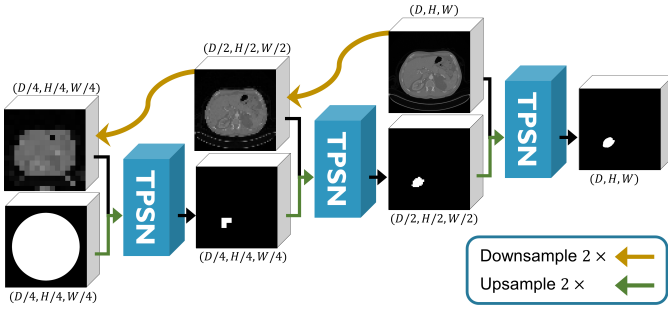 (D, H, W)
(D/2, H/2, W/2)
(D/4, H/4, W/4)
TPSN
TPSN
TPSN
(D, H, W)
(D/2, H/2, W/2)
(D/4, H/4, W/4)
(D/4, H/4, W/4)
Downsample 2 ×
Upsample 2 ×